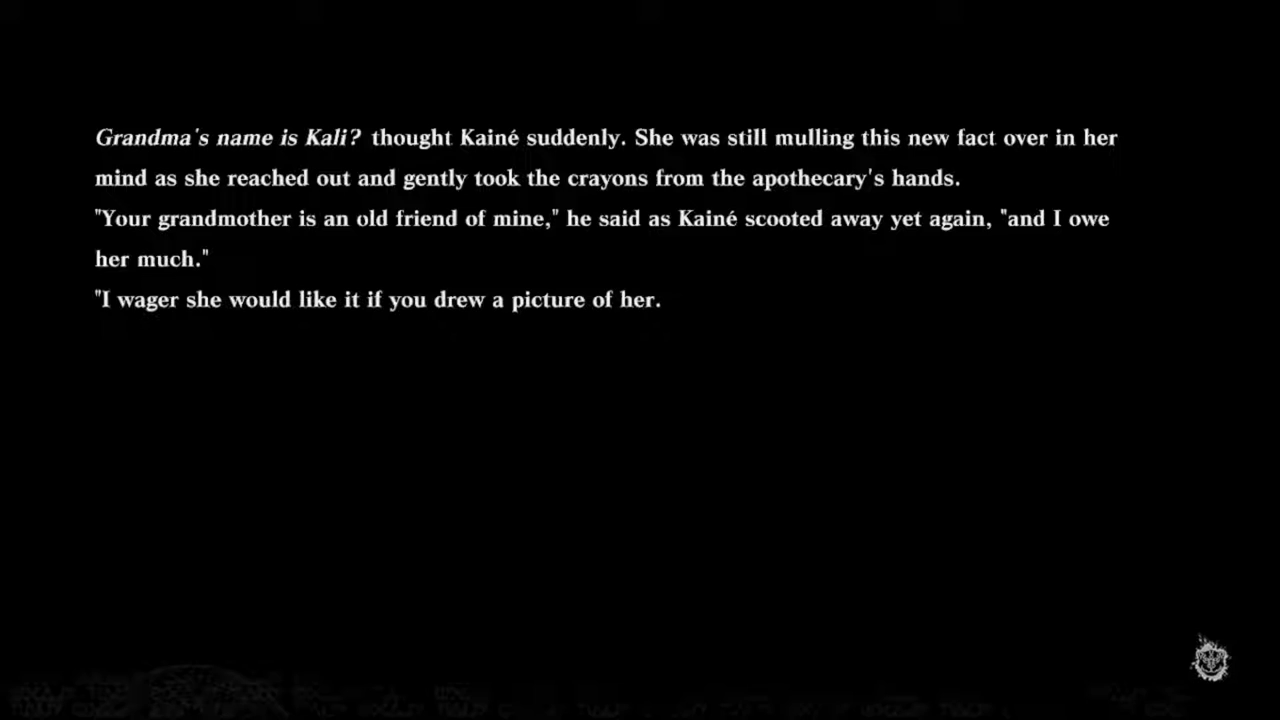 Grandma's name is Kali? thought Kainé suddenly. She was still mulling this new fact over in her
mind as she reached out and gently took the crayons from the apothecary's hands.
"Your grandmother is an old friend of mine," he said as Kainé scooted away yet again, "and I owe
her much."
"I wager she would like it if you drew a picture of her.